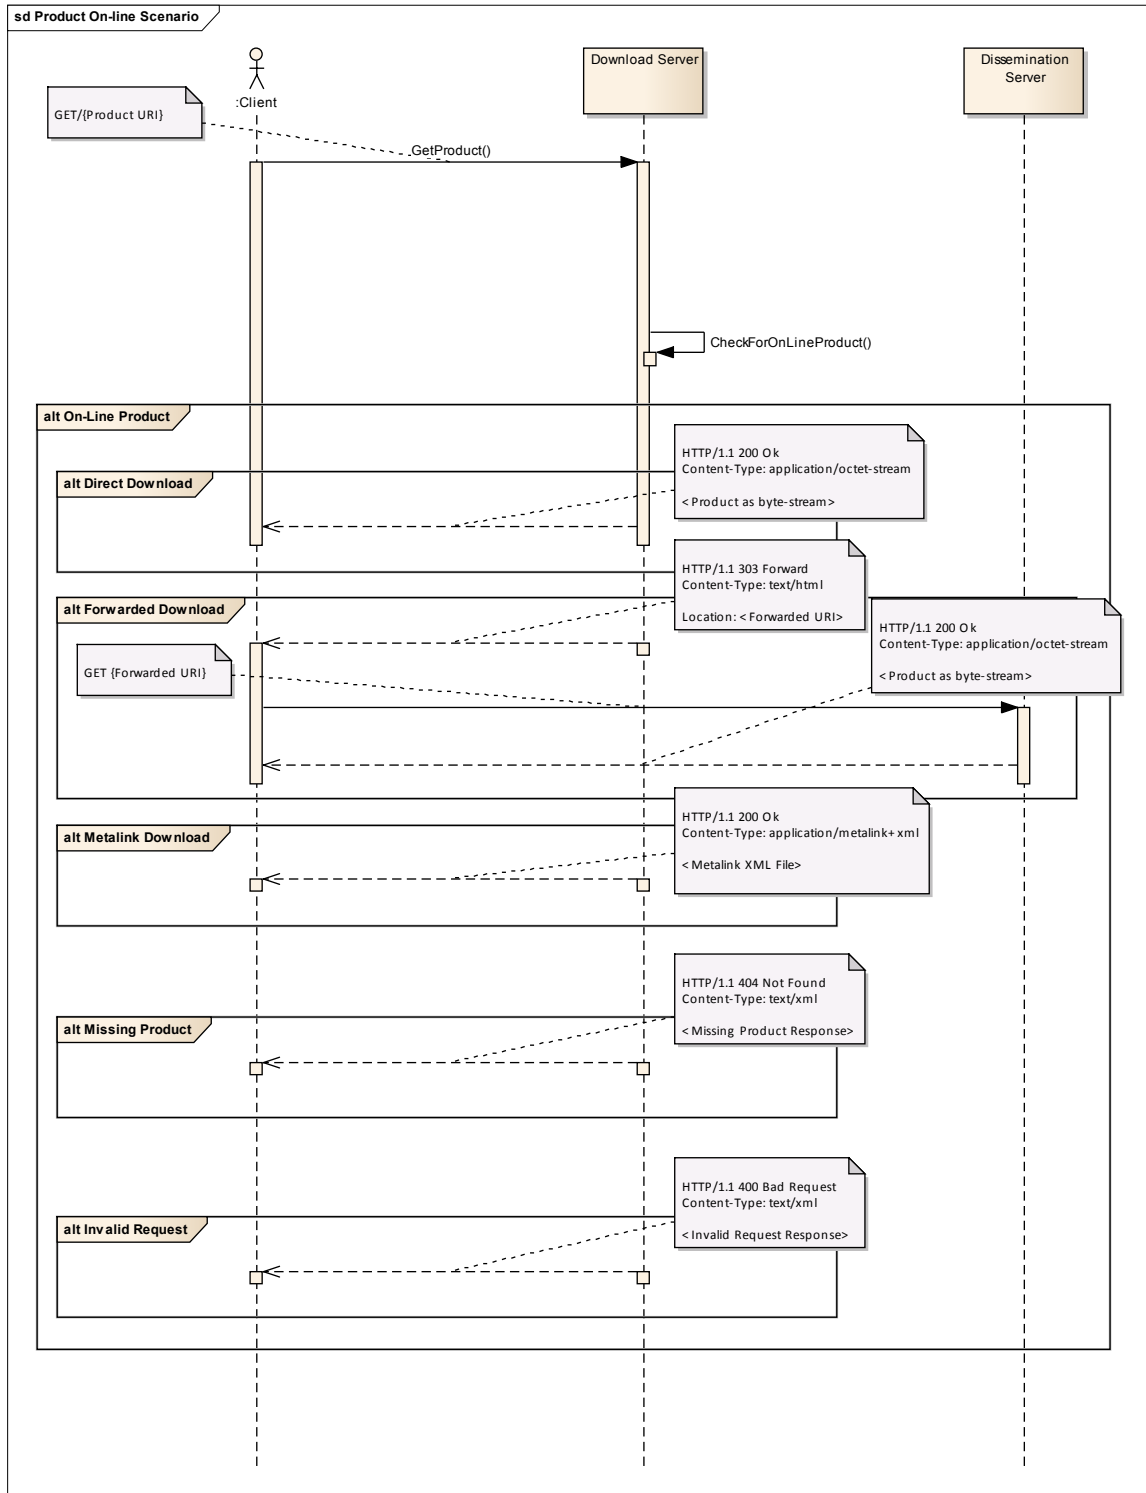 sd Product On-line Scenario
Download Server
Dissemination
Server
:Client
GET/{Product URI}
GetProduct()
CheckForOnLineProduct()
alt On-Line Product
HTTP/1.1 200 Ok
Content-Type: application/octet-stream
<Product as byte-stream>
alt Direct Download
HTTP/1.1 303 Forward
Content-Type: text/html
Location: <Forwarded URI>
alt Forwarded Download
HTTP/1.1 200 Ok
Content-Type: application/octet-stream
<Product as byte-stream>
GET {Forwarded URI}
HTTP/1.1 200 Ok
Content-Type: application/metalink+xml
<Metalink XML File>
alt Metalink Download
HTTP/1.1 404 Not Found
Content-Type: text/xml
<Missing Product Response>
alt Missing Product
HTTP/1.1 400 Bad Request
Content-Type: text/xml
<Invalid Request Response>
alt Invalid Request